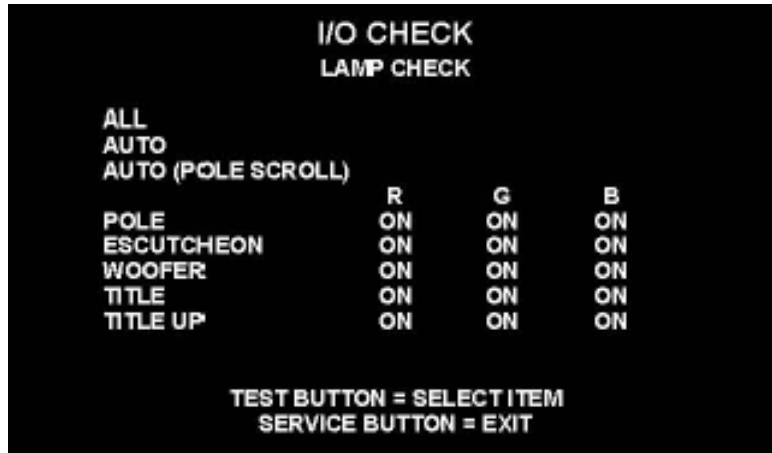 I/O CHECK
LAMP CHECK
ALL
AUTO
AUTO (POLE SCROLL)
R G B
POLE ON ON ON
ESCUTCHEON ON ON ON
WOOFER ON ON ON
TITLE ON ON ON
TITLE UP ON ON ON
TEST BUTTON = SELECT ITEM
SERVICE BUTTON = EXIT